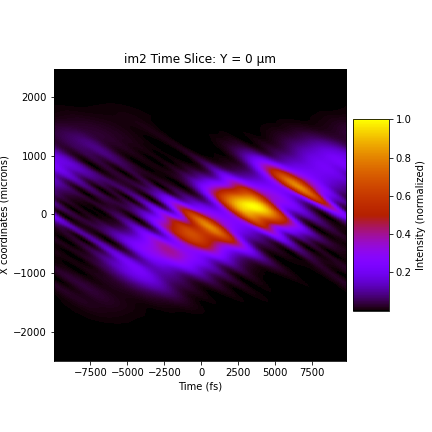 im2 Time Slice: Y = 0 μm
2000
1000
0
−1000
−2000
X coordinates (microns)
−7500 −5000 −2500 0 2500 5000 7500
Time (fs)
1.0
0.8
0.6
0.4
0.2
Intensity (normalized)